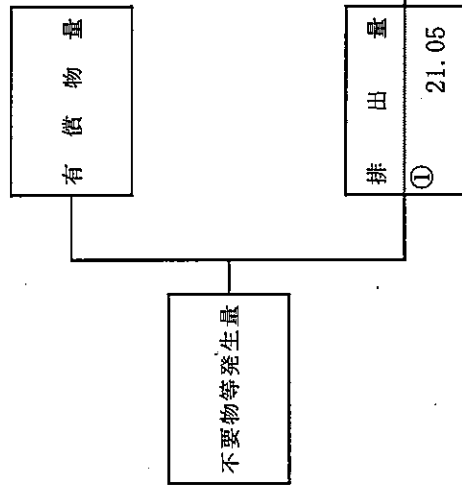 有償物量
不要物等発生量
排出量
①
21.05